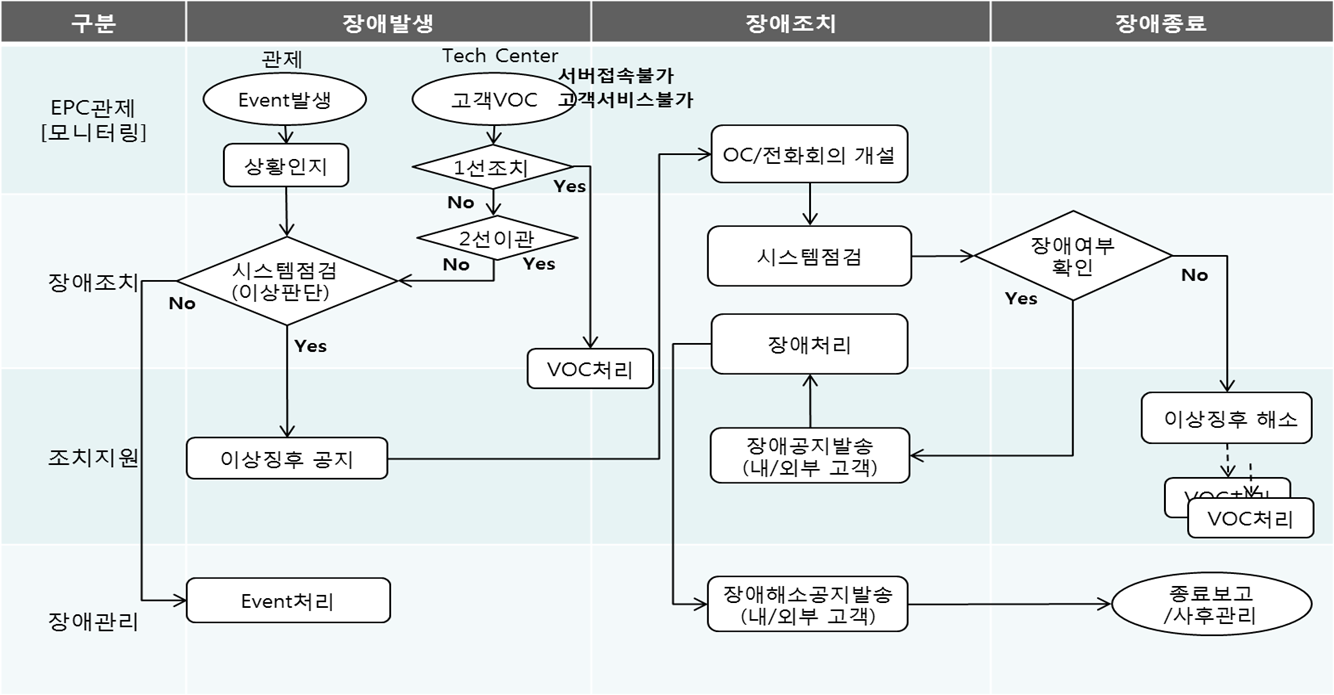 구분
장애발생
장애조치
장애종료
EPC관제
[모니터링]
관제
Event발생
상황인지
Tech Center
고객VOC
서버접속불가
고객서비스불가
1선조치
Yes
No
OC/전화회의 개설
장애조치
시스템점검
(이상판단)
No
Yes
2선이관
No
Yes
VOC처리
시스템점검
장애여부
확인
Yes
No
장애처리
조치지원
이상징후 공지
장애공지발송
(내/외부 고객)
이상징후 해소
VOC처리
VOC처리
장애관리
Event처리
장애해소공지발송
(내/외부 고객)
종료보고
/사후관리